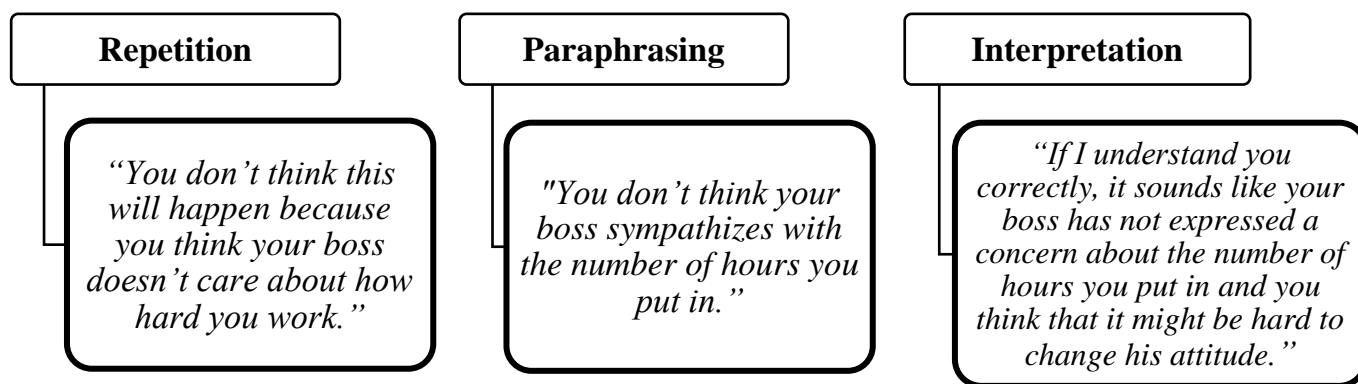 Repetition
“You don’t think this
will happen because
you think your boss
doesn’t care about how
hard you work.”
Paraphrasing
"You don’t think your
boss sympathizes with
the number of hours you
put in.”
Interpretation
“If I understand you
correctly, it sounds like your
boss has not expressed a
concern about the number of
hours you put in and you
think that it might be hard to
change his attitude.”